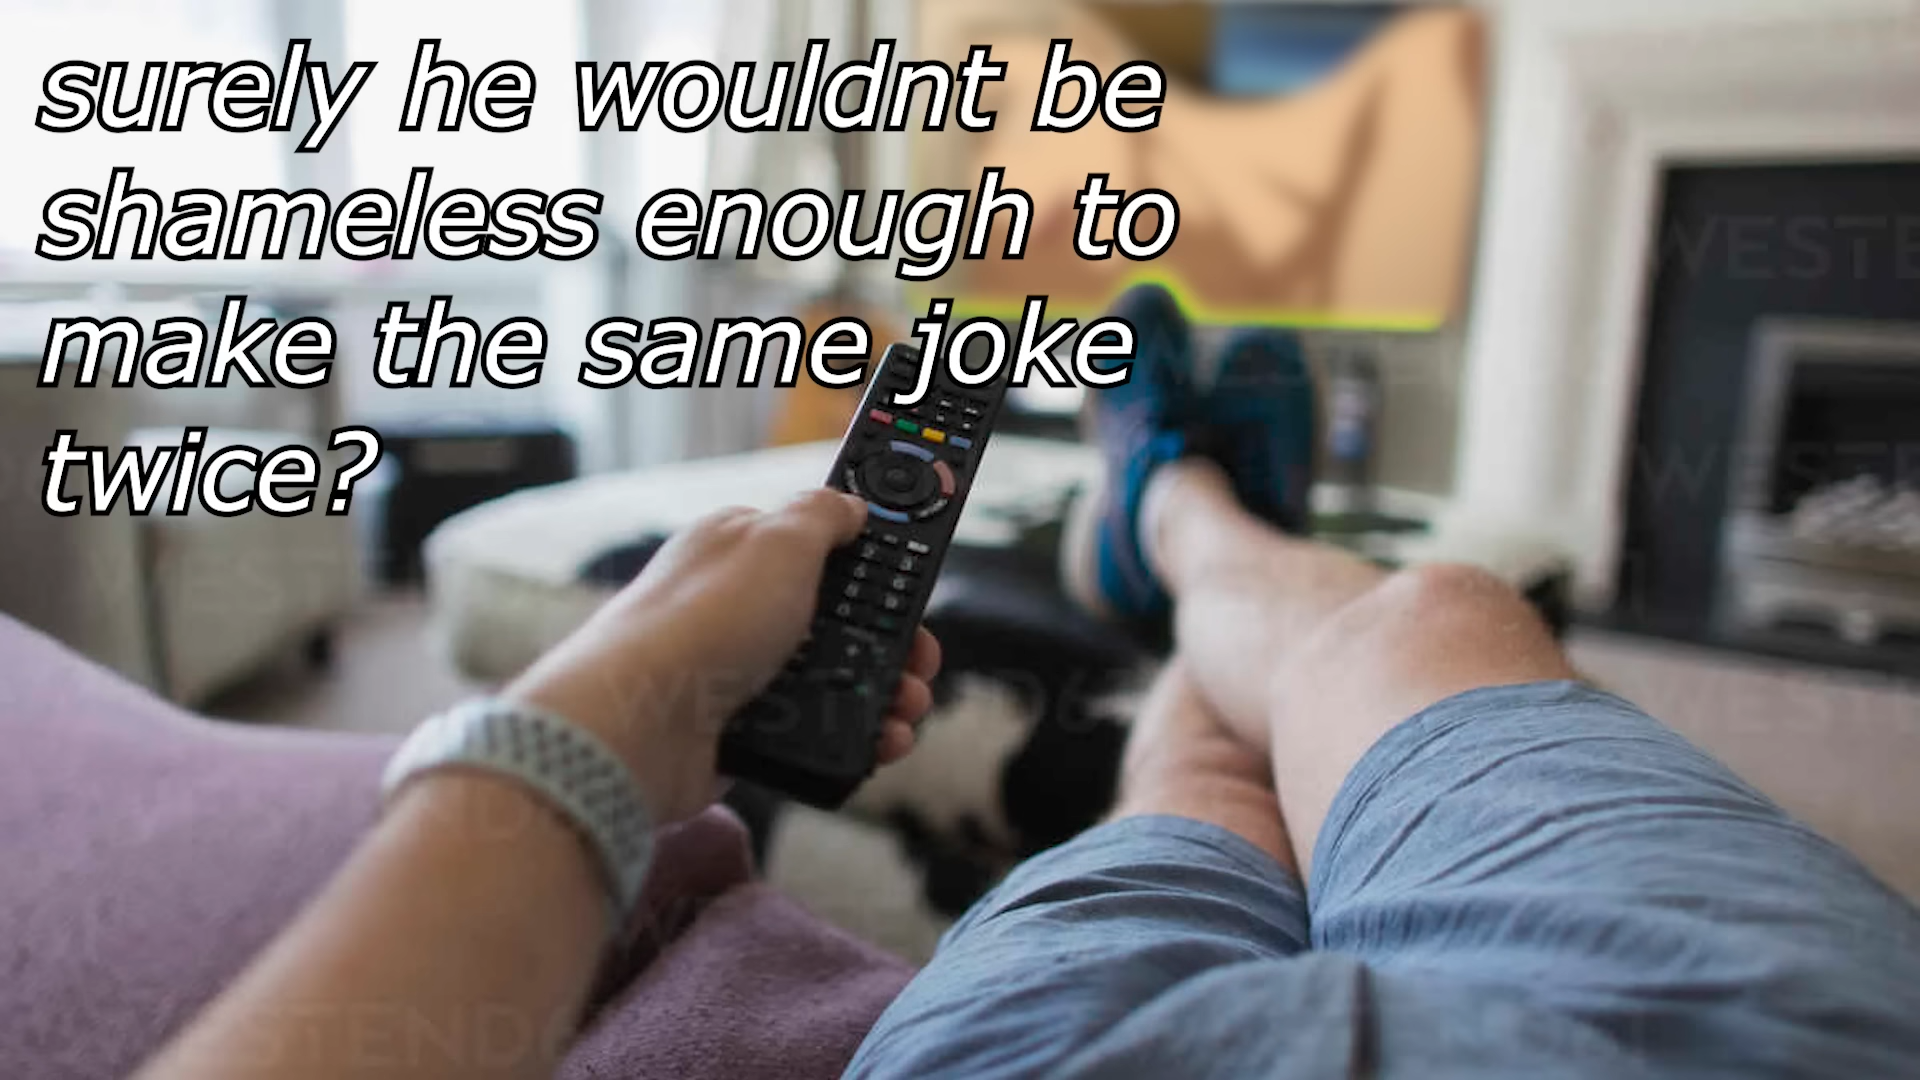 surely he wouldnt be
shameless enough to
make the same joke
twice?